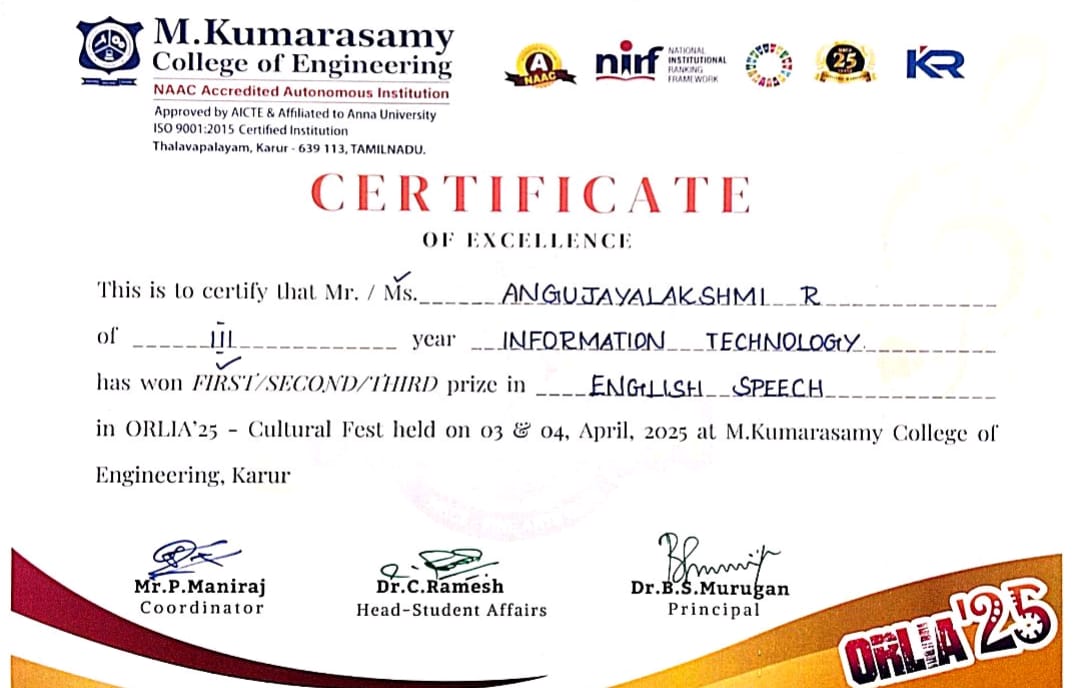 M.Kumarasamy
College of Engineering
NAAC Accredited Autonomous Institution
Approved by AICTE & Affiliated to Anna University
ISO 9001:2015 Certified Institution
Thalavapalayam, Karur - 639 113, TAMILNADU.
A
NAAC
nirf NATIONAL INSTITUTIONAL RANKING FRAMEWORK
25
KR
CERTIFICATE
OF EXCELLENCE
This is to certify that Mr. / Ms. ANGUJAYALAKSHMI R
of III year INFORMATION TECHNOLOGY
has won FIRST/SECOND/THIRD prize in ENGLISH SPEECH
in ORLIA'25 - Cultural Fest held on 03 & 04, April, 2025 at M.Kumarasamy College of
Engineering, Karur
Mr.P.Maniraj
Coordinator
Dr.C.Ramesh
Head-Student Affairs
Dr.B.S.Murugan
Principal
ORLIA'25